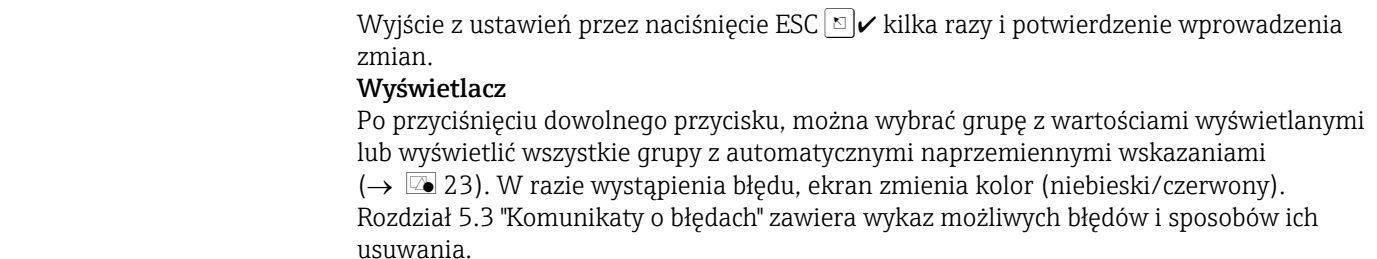 Wyjście z ustawień przez naciśnięcie ESC ✔ kilka razy i potwierdzenie wprowadzenia
zmian.
Wyświetlacz
Po przyciśnięciu dowolnego przycisku, można wybrać grupę z wartościami wyświetlanymi
lub wyświetlić wszystkie grupy z automatycznymi naprzemiennymi wskazaniami
(→ 23). W razie wystąpienia błędu, ekran zmienia kolor (niebieski/czerwony).
Rozdział 5.3 "Komunikaty o błędach" zawiera wykaz możliwych błędów i sposobów ich
usuwania.